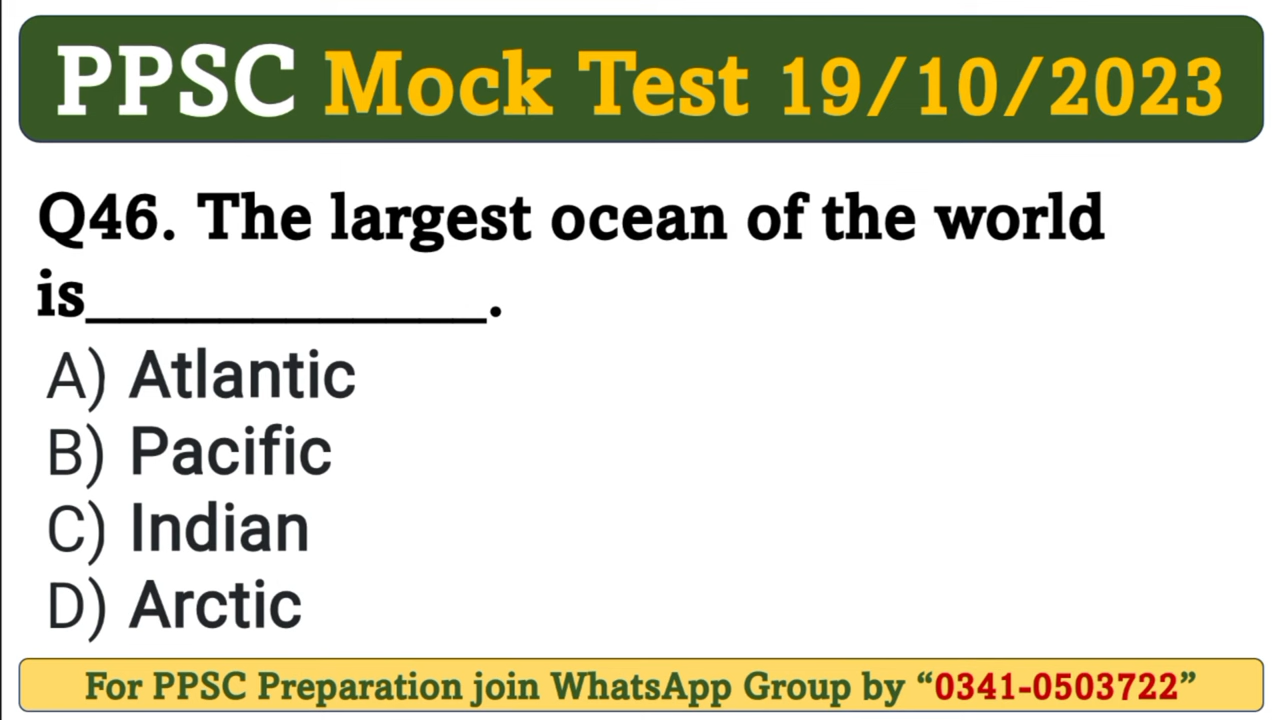 PPSC Mock Test 19/10/2023
Q46. The largest ocean of the world
is____________.
A) Atlantic
B) Pacific
C) Indian
D) Arctic
For PPSC Preparation join WhatsApp Group by “0341-0503722”